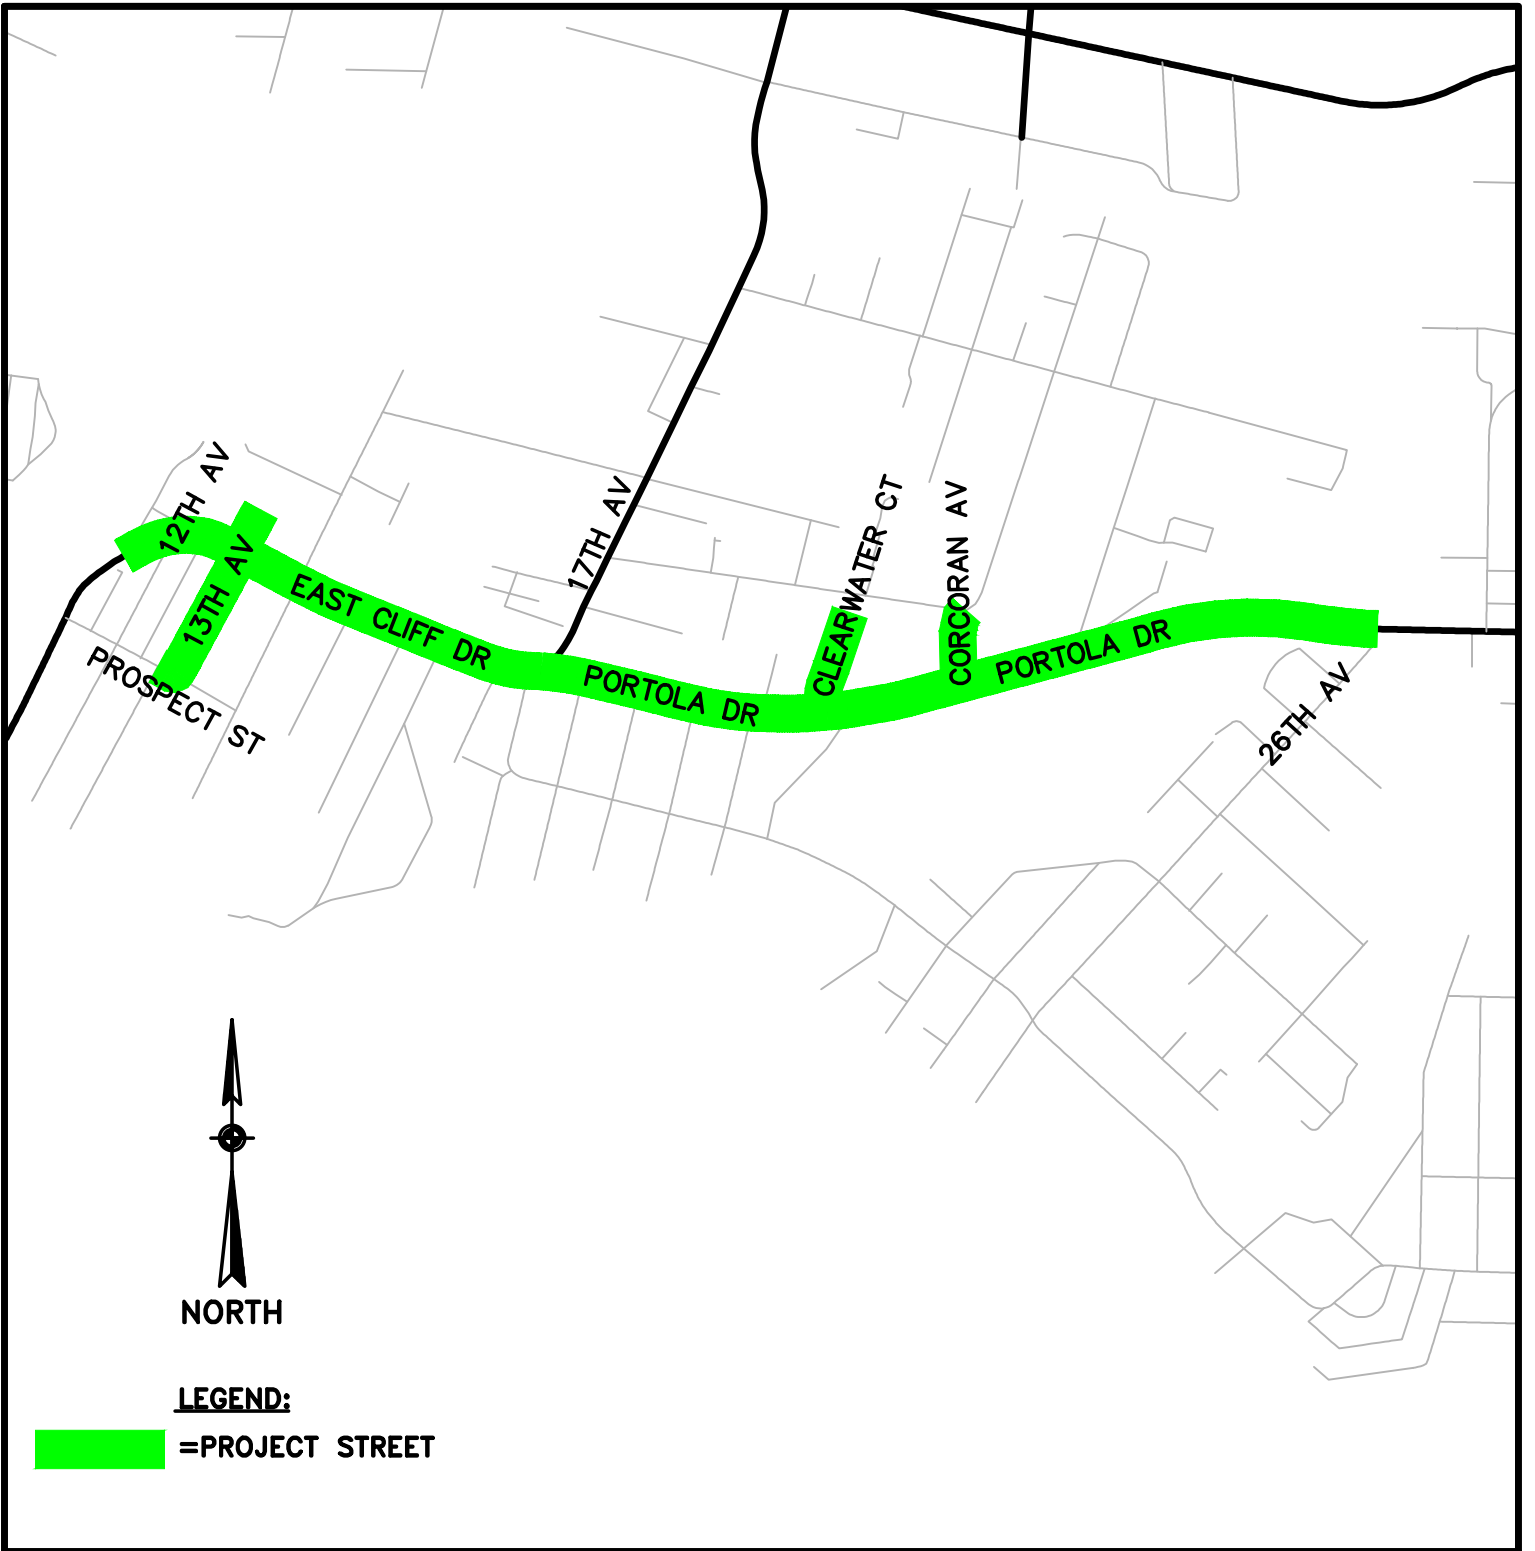 12TH AV
13TH AV
PROSPECT ST
EAST CLIFF DR
17TH AV
PORTOLA DR
CLEARWATER CT
CORCORAN AV
PORTOLA DR
26TH AV
NORTH
LEGEND:
=PROJECT STREET